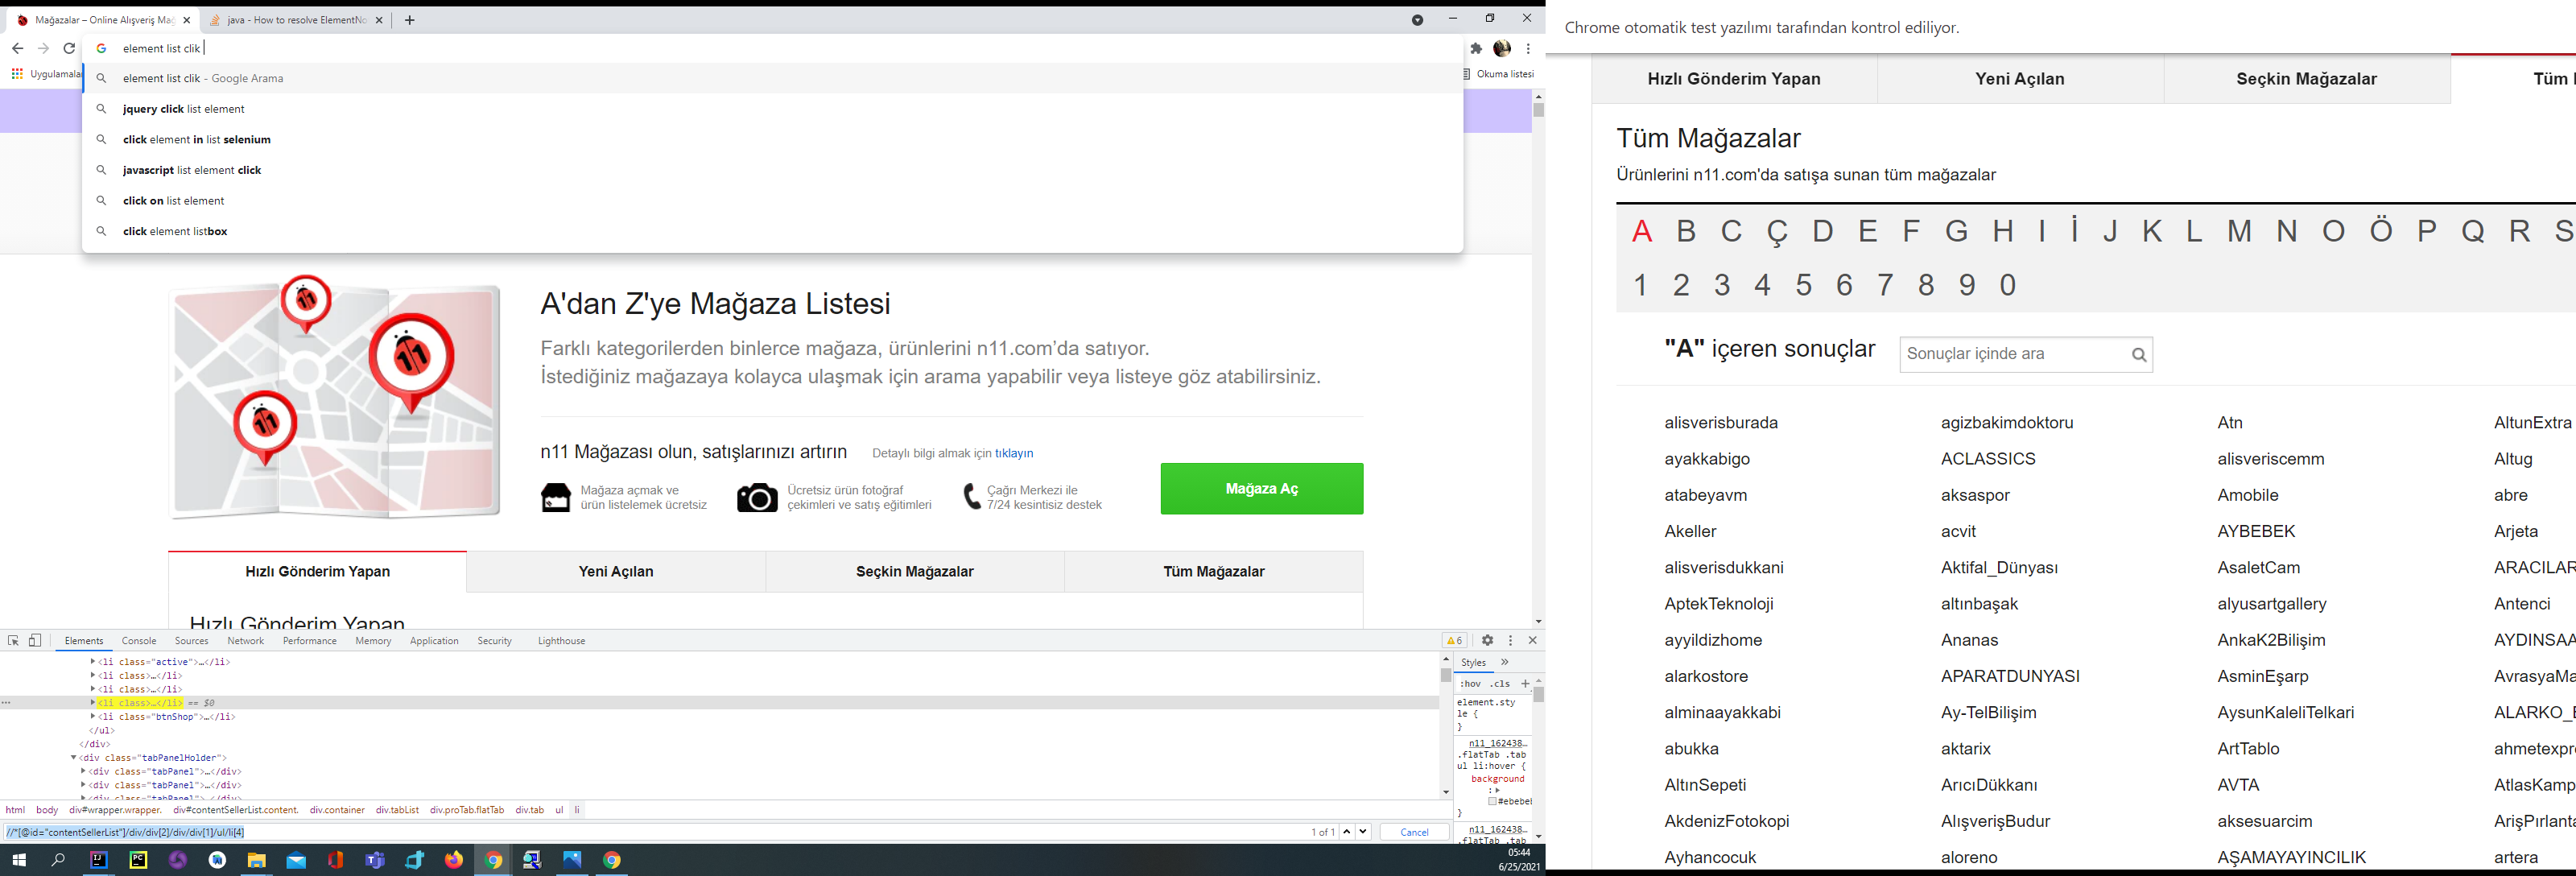 Mağazalar – Online Alışveriş Mağ
java - How to resolve ElementNo
element list clik
element list clik - Google Arama
jquery click list element
click element in list selenium
javascript list element click
click on list element
click element listbox
Uygulamalar
Okuma listesi
A'dan Z'ye Mağaza Listesi
Farklı kategorilerden binlerce mağaza, ürünlerini n11.com'da satıyor.
İstediğiniz mağazaya kolayca ulaşmak için arama yapabilir veya listeye göz atabilirsiniz.
n11 Mağazası olun, satışlarınızı artırın Detaylı bilgi almak için tıklayın
Mağaza açmak ve
ürün listelemek ücretsiz
Ücretsiz ürün fotoğraf
çekimleri ve satış eğitimleri
Çağrı Merkezi ile
7/24 kesintisiz destek
Mağaza Aç
Hızlı Gönderim Yapan Yeni Açılan Seçkin Mağazalar Tüm Mağazalar
Hızlı Gönderim Yapan
Elements Console Sources Network Performance Memory Application Security Lighthouse 6
<li class="active">…</li>
<li class>…</li>
<li class>…</li>
<li class>…</li> == $0
<li class="btnShop">…</li>
</ul>
</div>
<div class="tabPanelHolder">
<div class="tabPanel">…</div>
<div class="tabPanel">…</div>
<div class="tabPanel">…</div>
Styles
:hov .cls +
element.sty
le {
}
n11_162438…
.flatTab .tab
ul li:hover {
background
:
#ebebeb
}
n11_162438…
.flatTab .tab
html body div#wrapper.wrapper. div#contentSellerList.content. div.container div.tabList div.proTab.flatTab div.tab ul li
//*[@id="contentSellerList"]/div/div[2]/div/div[1]/ul/li[4]
1 of 1 Cancel
05:44
6/25/2021
Chrome otomatik test yazılımı tarafından kontrol ediliyor.
Hızlı Gönderim Yapan Yeni Açılan Seçkin Mağazalar Tüm
Tüm Mağazalar
Ürünlerini n11.com'da satışa sunan tüm mağazalar
A B C Ç D E F G H I İ J K L M N O Ö P Q R S
1 2 3 4 5 6 7 8 9 0
"A" içeren sonuçlar Sonuçlar içinde ara
alisverisburada agizbakimdoktoru Atn AltunExtra
ayakkabigo ACLASSICS alisveriscemm Altug
atabeyavm aksaspor Amobile abre
Akeller acvit AYBEBEK Arjeta
alisverisdukkani Aktifal_Dünyası AsaletCam ARACILAR
AptekTeknoloji altınbaşak alyusartgallery Antenci
ayyildizhome Ananas AnkaK2Bilişim AYDINSAA
alarkostore APARATDUNYASI AsminEşarp AvrasyaMa
alminaayakkabi Ay-TelBilişim AysunKaleliTelkari ALARKO_
abukka aktarix ArtTablo ahmetexpr
AltınSepeti ArıcıDükkanı AVTA AtlasKamp
AkdenizFotokopi AlışverişBudur aksesuarcim ArişPırlanta
Ayhancocuk aloreno AŞAMAYAYINCILIK artera